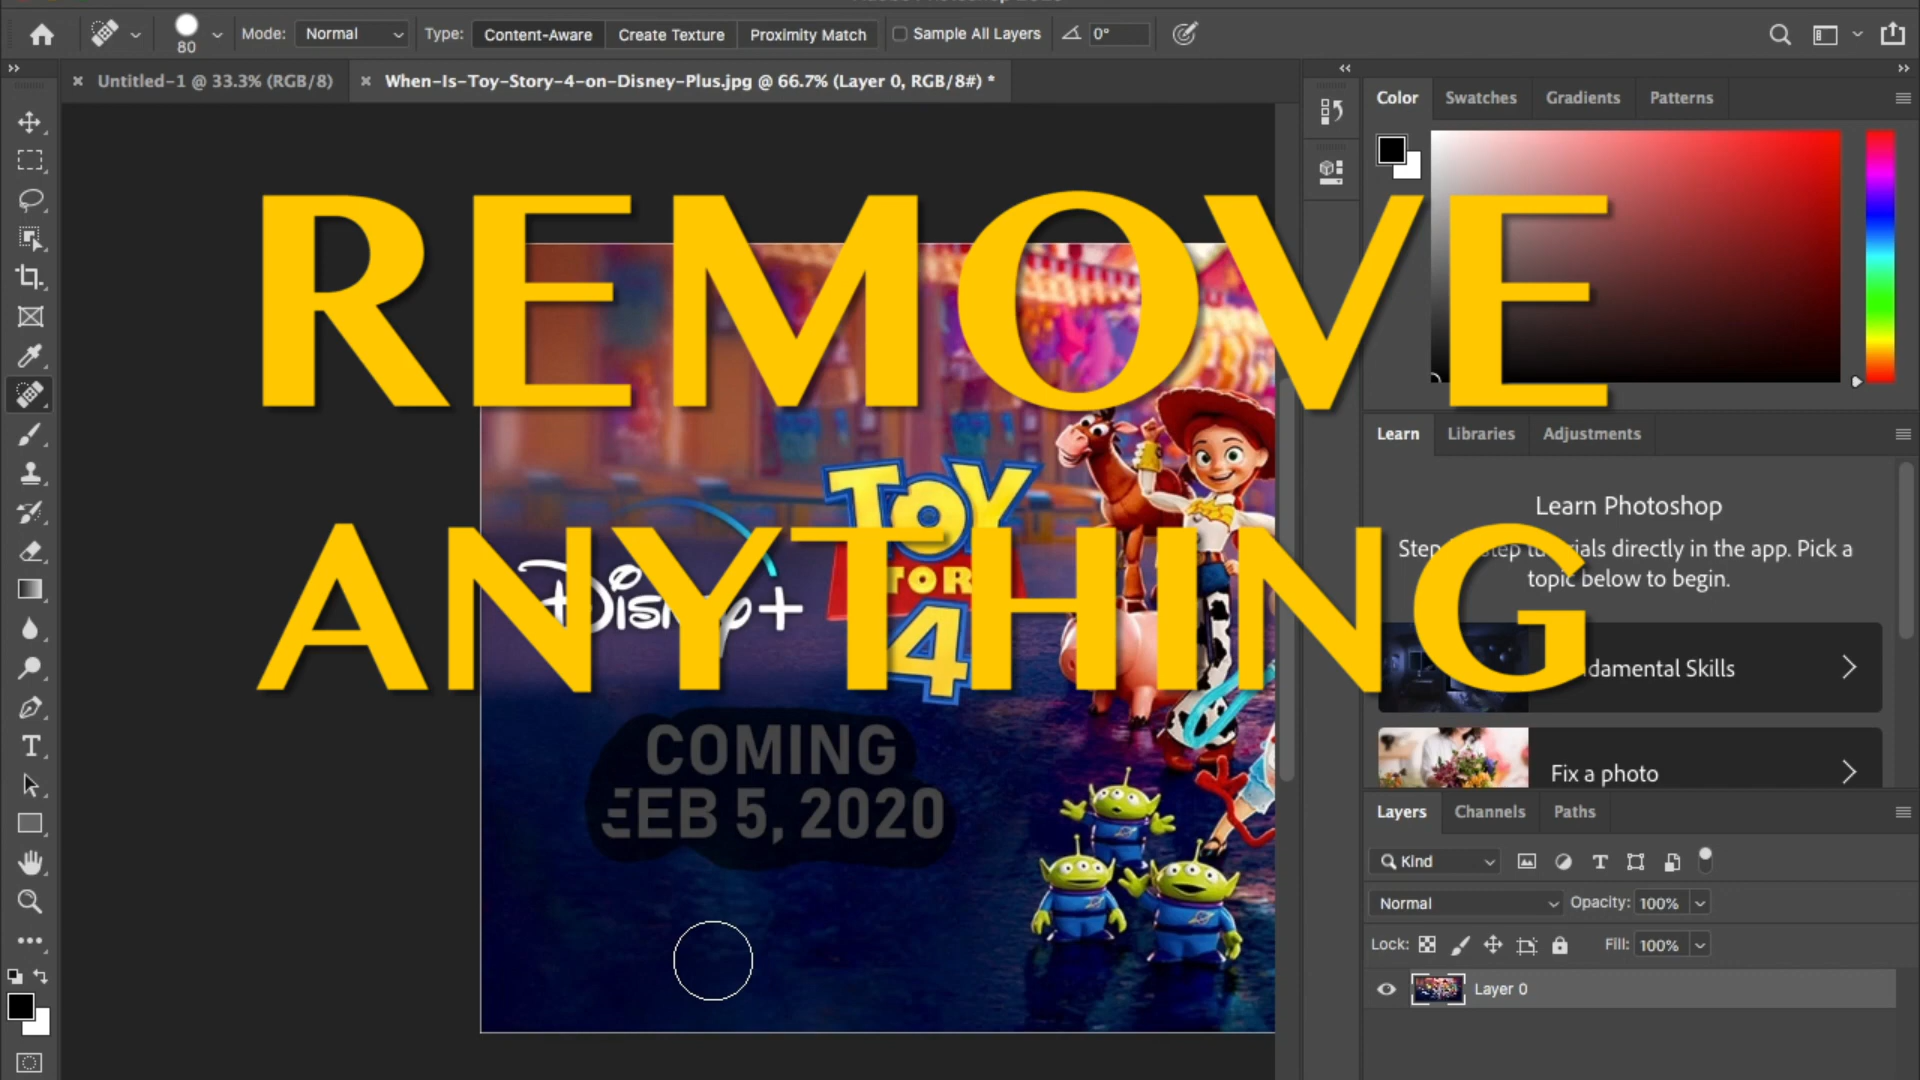 80
Mode:
Normal
Type:
Content-Aware
Create Texture
Proximity Match
Sample All Layers
0°
Untitled-1 @ 33.3% (RGB/8)
When-Is-Toy-Story-4-on-Disney-Plus.jpg @ 66.7% (Layer 0, RGB/8#) *
Color
Swatches
Gradients
Patterns
REMOVE
ANYTHING
TOY
STORY
4
Disney+
COMING
FEB 5, 2020
Learn
Libraries
Adjustments
Learn Photoshop
Step by step tutorials directly in the app. Pick a
topic below to begin.
Fundamental Skills
Fix a photo
Layers
Channels
Paths
Kind
Normal
Opacity:
100%
Lock:
Fill:
100%
Layer 0